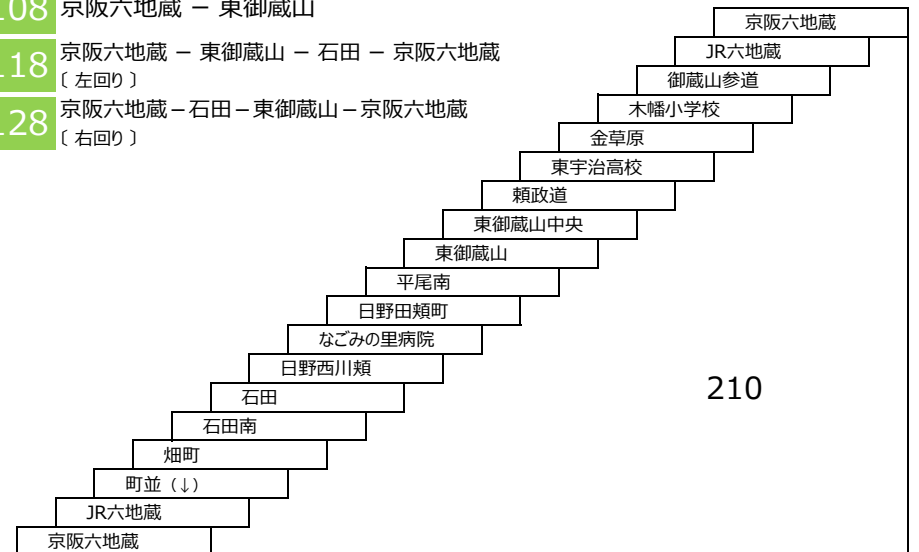 108 京阪六地蔵 － 東御蔵山
118 京阪六地蔵 － 東御蔵山 － 石田 － 京阪六地蔵
〔 左回り 〕
128 京阪六地蔵－石田－東御蔵山－京阪六地蔵
〔 右回り 〕
京阪六地蔵
JR六地蔵
御蔵山参道
木幡小学校
金草原
東宇治高校
頼政道
東御蔵山中央
東御蔵山
平尾南
日野田頬町
なごみの里病院
日野西川頬
石田
210
石田南
畑町
町並（↓）
JR六地蔵
京阪六地蔵